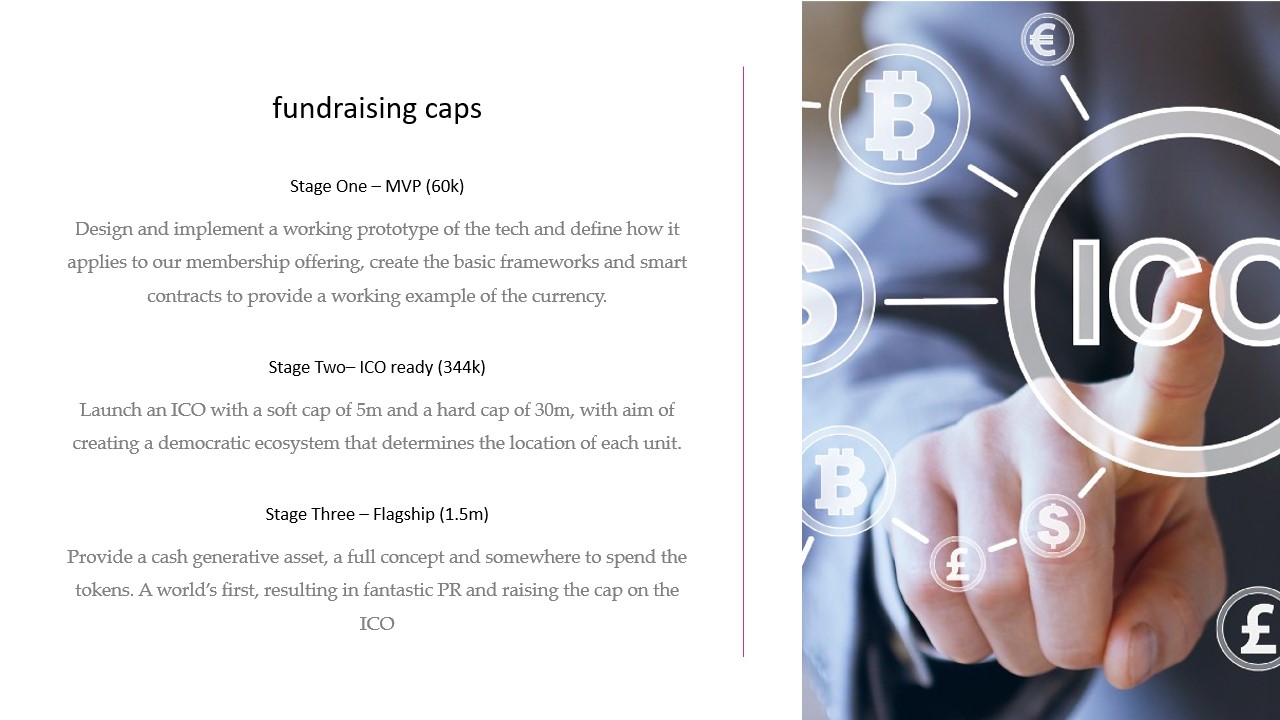 fundraising caps
Stage One – MVP (60k)
Design and implement a working prototype of the tech and define how it
applies to our membership offering, create the basic frameworks and smart
contracts to provide a working example of the currency.
Stage Two– ICO ready (344k)
Launch an ICO with a soft cap of 5m and a hard cap of 30m, with aim of
creating a democratic ecosystem that determines the location of each unit.
Stage Three – Flagship (1.5m)
Provide a cash generative asset, a full concept and somewhere to spend the
tokens. A world’s first, resulting in fantastic PR and raising the cap on the
ICO
€
₿
ICO
$
₿
$
£
£